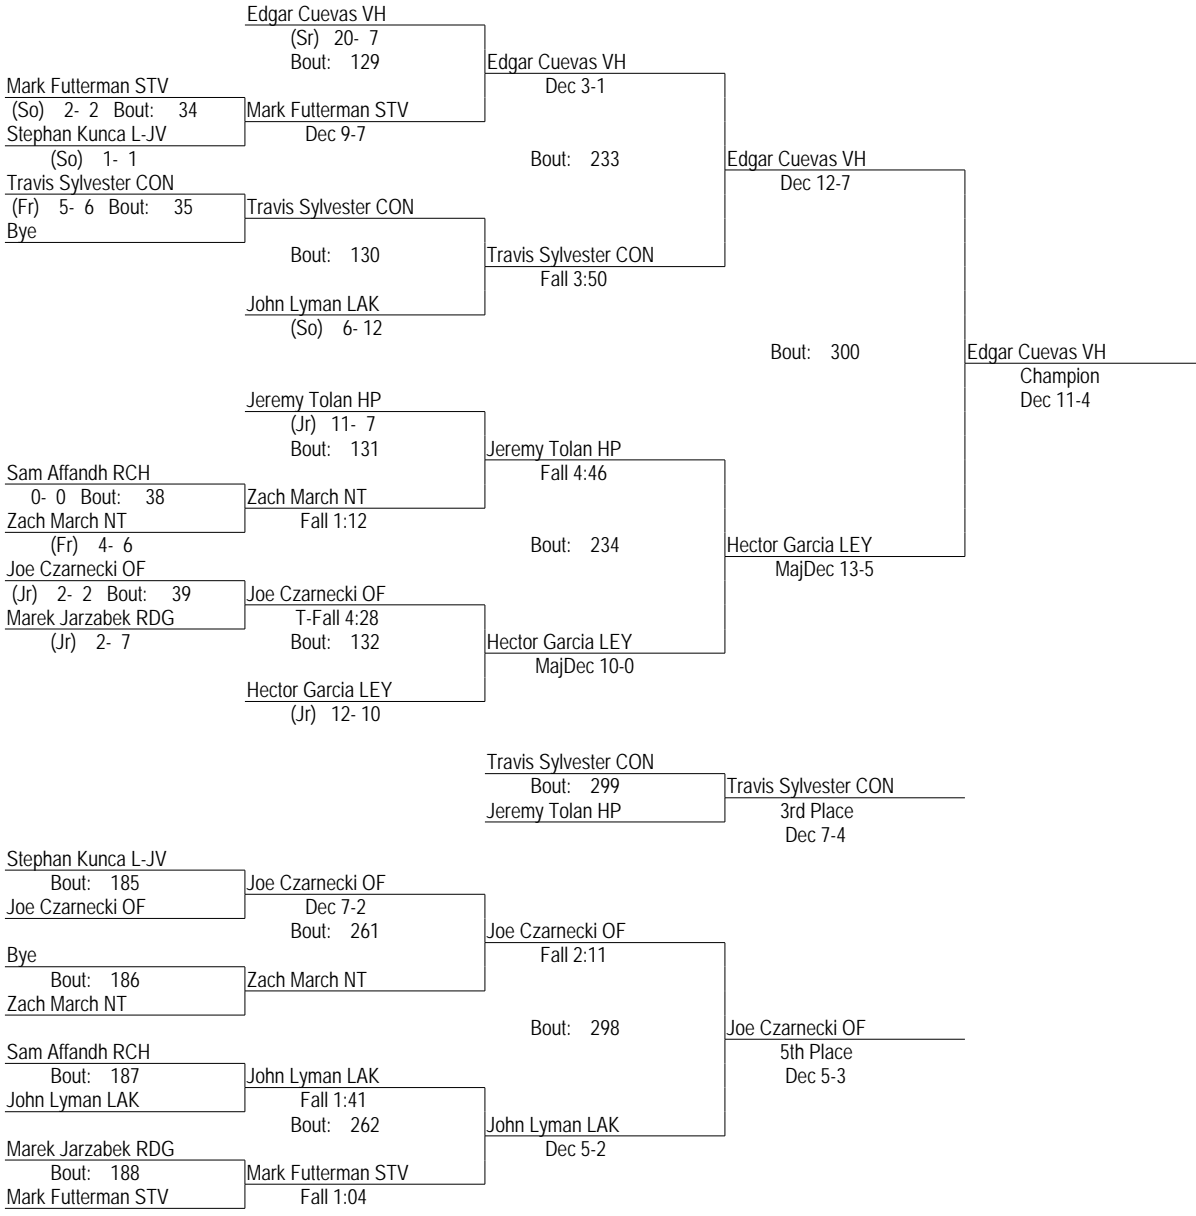 Edgar Cuevas VH
(Sr) 20- 7
Bout: 129
Edgar Cuevas VH
Dec 3-1
Mark Futterman STV
(So) 2- 2 Bout: 34
Mark Futterman STV
Dec 9-7
Stephan Kunca L-JV
(So) 1- 1
Bout: 233
Edgar Cuevas VH
Dec 12-7
Travis Sylvester CON
(Fr) 5- 6 Bout: 35
Travis Sylvester CON
Bye
Bout: 130
Travis Sylvester CON
Fall 3:50
John Lyman LAK
(So) 6- 12
Bout: 300
Edgar Cuevas VH
Champion
Dec 11-4
Jeremy Tolan HP
(Jr) 11- 7
Bout: 131
Jeremy Tolan HP
Fall 4:46
Sam Affandh RCH
0- 0 Bout: 38
Zach March NT
Fall 1:12
Zach March NT
(Fr) 4- 6
Bout: 234
Hector Garcia LEY
MajDec 13-5
Joe Czarnecki OF
(Jr) 2- 2 Bout: 39
Joe Czarnecki OF
T-Fall 4:28
Marek Jarzabek RDG
(Jr) 2- 7
Bout: 132
Hector Garcia LEY
MajDec 10-0
Hector Garcia LEY
(Jr) 12- 10
Travis Sylvester CON
Bout: 299
Travis Sylvester CON
Jeremy Tolan HP
3rd Place
Dec 7-4
Stephan Kunca L-JV
Bout: 185
Joe Czarnecki OF
Joe Czarnecki OF
Dec 7-2
Bout: 261
Joe Czarnecki OF
Fall 2:11
Bye
Bout: 186
Zach March NT
Zach March NT
Bout: 298
Joe Czarnecki OF
5th Place
Dec 5-3
Sam Affandh RCH
Bout: 187
John Lyman LAK
John Lyman LAK
Fall 1:41
Bout: 262
John Lyman LAK
Dec 5-2
Marek Jarzabek RDG
Bout: 188
Mark Futterman STV
Mark Futterman STV
Fall 1:04